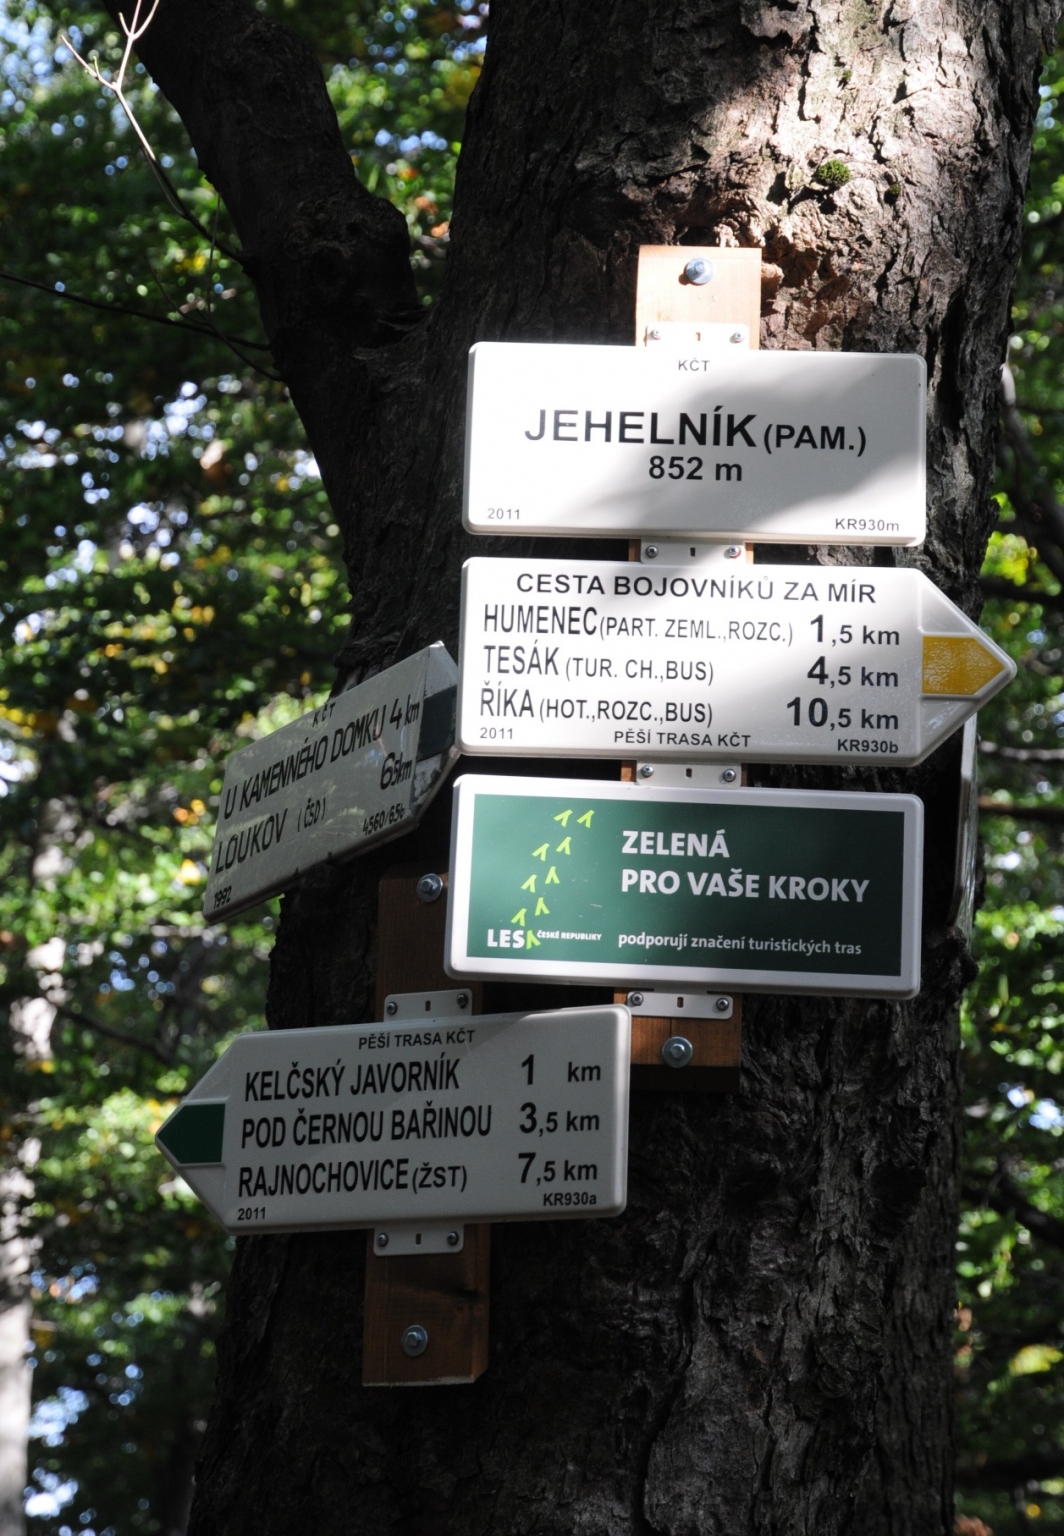 KČT
JEHELNÍK (PAM.)
852 m
2011 KR930m
CESTA BOJOVNÍKŮ ZA MÍR
HUMENEC (PART. ZEML.,ROZC.) 1,5 km
TESÁK (TUR. CH.,BUS) 4,5 km
ŘÍKA (HOT.,ROZC.,BUS) 10,5 km
2011 PĚŠÍ TRASA KČT KR930b
KČT
U KAMENNÉHO DOMKU 4 km
LOUKOV (ČSD) 6 km
1992
ZELENÁ
PRO VAŠE KROKY
LESY ČESKÉ REPUBLIKY podporují značení turistických tras
PĚŠÍ TRASA KČT
KELČSKÝ JAVORNÍK 1 km
POD ČERNOU BAŘINOU 3,5 km
RAJNOCHOVICE (ŽST) 7,5 km
2011 KR930a